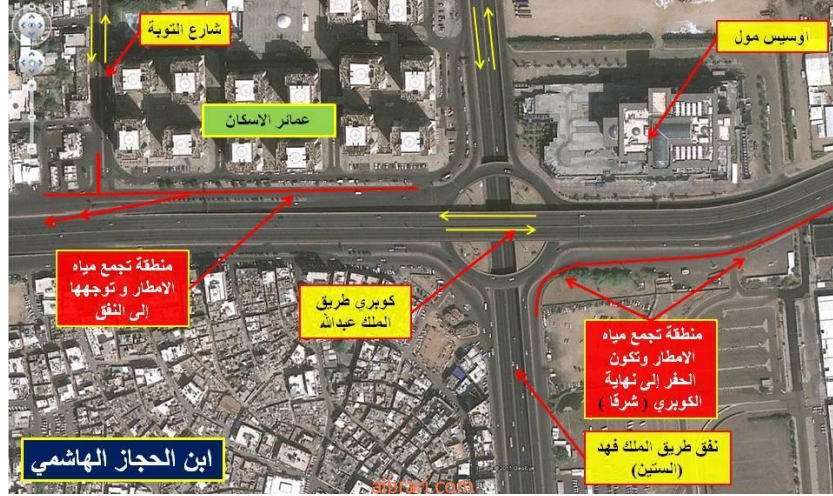 شارع التوبة
اوسيس مول
عمائر الاسكان
منطقة تجمع مياه
الامطار و توجهها
إلى النفق
كوبري طريق
الملك عبدالله
منطقة تجمع مياه
الامطار وتكون
الحفر إلى نهاية
الكوبري ( شرقا )
نفق طريق الملك فهد
(الستين)
ابن الحجاز الهاشمي